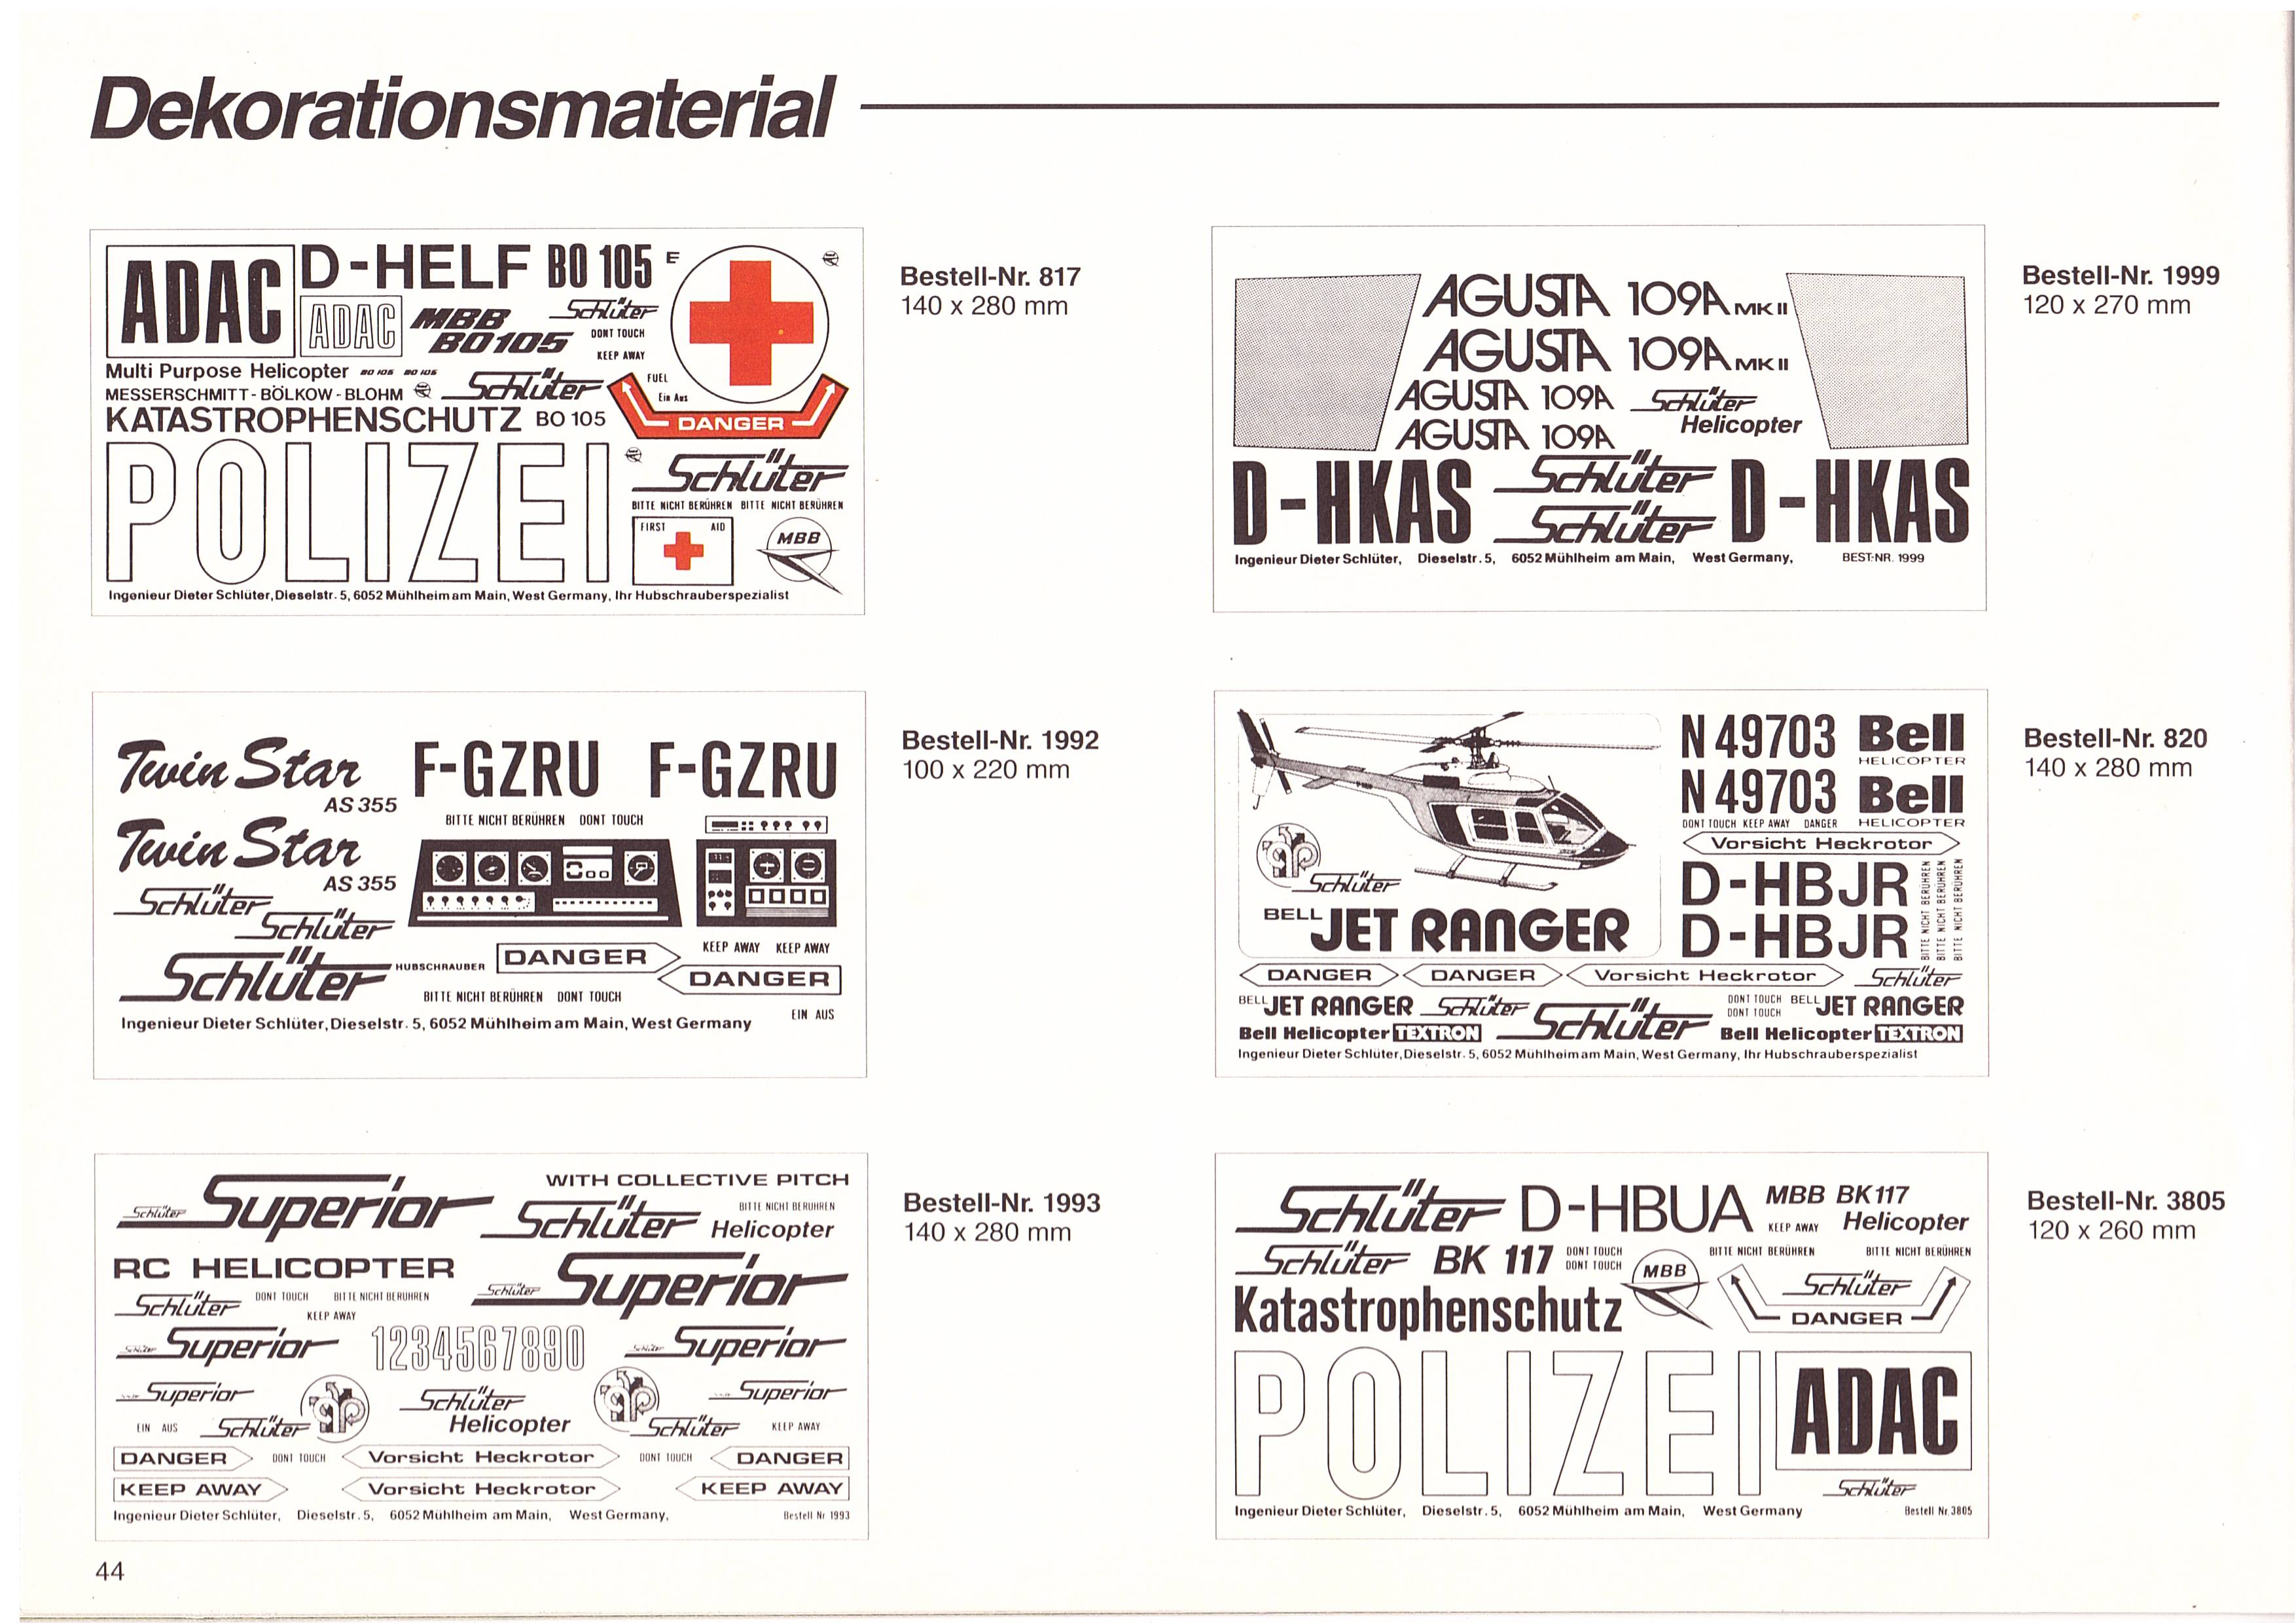 Dekorationsmaterial
ADAC
D-HELF BO 105 E
ADAC
MBB
BO105
Schlüter
DONT TOUCH
KEEP AWAY
Multi Purpose Helicopter BO 105 BO 105
MESSERSCHMITT-BÖLKOW-BLOHM
Schlüter
FUEL
Ein Aus
KATASTROPHENSCHUTZ BO 105
DANGER
POLIZEI
Schlüter
BITTE NICHT BERÜHREN BITTE NICHT BERÜHREN
FIRST AID
MBB
Ingenieur Dieter Schlüter, Dieselstr. 5, 6052 Mühlheim am Main, West Germany, Ihr Hubschrauberspezialist
Bestell-Nr. 817
140 x 280 mm
AGUSTA 109A MK II
AGUSTA 109A MK II
AGUSTA 109A
Schlüter
Helicopter
AGUSTA 109A
D-HKAS
Schlüter
Schlüter
D-HKAS
Ingenieur Dieter Schlüter, Dieselstr. 5, 6052 Mühlheim am Main, West Germany, BEST-NR. 1999
Bestell-Nr. 1999
120 x 270 mm
Twin Star
AS 355
F-GZRU F-GZRU
BITTE NICHT BERÜHREN DONT TOUCH
Twin Star
AS 355
Schlüter
Schlüter
Schlüter
HUBSCHRAUBER
DANGER
KEEP AWAY KEEP AWAY
DANGER
BITTE NICHT BERÜHREN DONT TOUCH
EIN AUS
Ingenieur Dieter Schlüter, Dieselstr. 5, 6052 Mühlheim am Main, West Germany
Bestell-Nr. 1992
100 x 220 mm
Schlüter
BELL JET RANGER
N 49703 Bell
HELICOPTER
N 49703 Bell
DONT TOUCH KEEP AWAY DANGER HELICOPTER
Vorsicht Heckrotor
D-HBJR
D-HBJR
BITTE NICHT BERÜHREN
BITTE NICHT BERÜHREN
BITTE NICHT BERÜHREN
DANGER DANGER Vorsicht Heckrotor Schlüter
BELL JET RANGER Schlüter
Schlüter
DONT TOUCH
DONT TOUCH
BELL JET RANGER
Bell Helicopter TEXTRON
Bell Helicopter TEXTRON
Ingenieur Dieter Schlüter, Dieselstr. 5, 6052 Mühlheim am Main, West Germany, Ihr Hubschrauberspezialist
Bestell-Nr. 820
140 x 280 mm
Schlüter Superior
WITH COLLECTIVE PITCH
Schlüter
BITTE NICHT BERÜHREN
Helicopter
RC HELICOPTER
Schlüter Superior
Schlüter
DONT TOUCH BITTE NICHT BERÜHREN
KEEP AWAY
Schlüter Superior
1234567890
Schlüter Superior
Superior
Schlüter
Helicopter
Superior
EIN AUS
Schlüter
Schlüter
KEEP AWAY
DANGER DONT TOUCH Vorsicht Heckrotor DONT TOUCH DANGER
KEEP AWAY Vorsicht Heckrotor KEEP AWAY
Ingenieur Dieter Schlüter, Dieselstr. 5, 6052 Mühlheim am Main, West Germany, Bestell Nr 1993
Bestell-Nr. 1993
140 x 280 mm
Schlüter D-HBUA
MBB BK 117
KEEP AWAY Helicopter
Schlüter BK 117
DONT TOUCH
DONT TOUCH
MBB
BITTE NICHT BERÜHREN BITTE NICHT BERÜHREN
Schlüter
DANGER
Katastrophenschutz
POLIZEI
ADAC
Schlüter
Ingenieur Dieter Schlüter, Dieselstr. 5, 6052 Mühlheim am Main, West Germany Bestell Nr. 3805
Bestell-Nr. 3805
120 x 260 mm
44